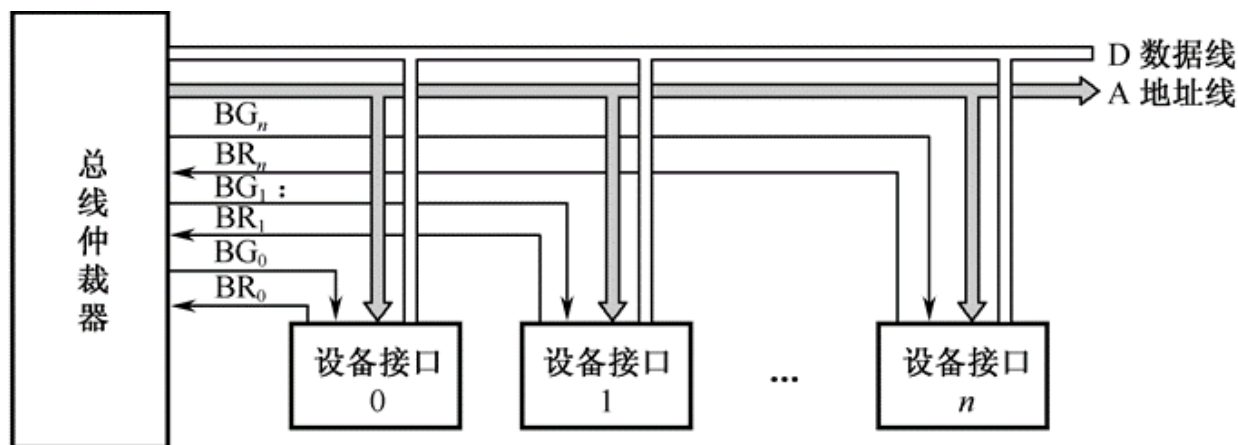 D 数据线
A 地址线
BGₙ
BRₙ
BG₁ :
BR₁
BG₀
BR₀
总线仲裁器
设备接口
0
设备接口
1
...
设备接口
n